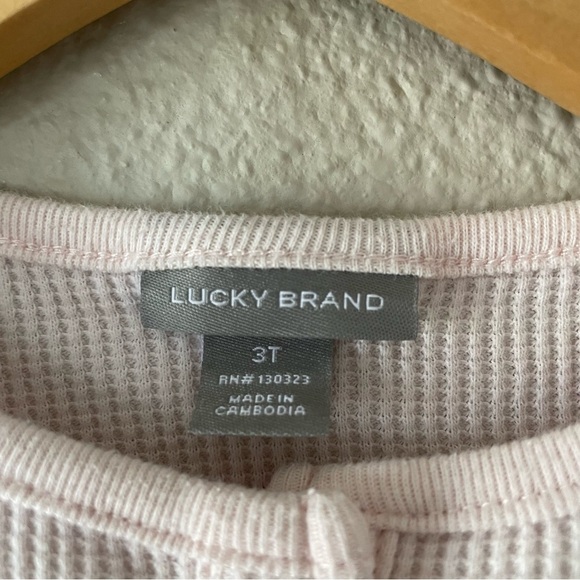 LUCKY BRAND
3T
RN# 130323
MADE IN
CAMBODIA